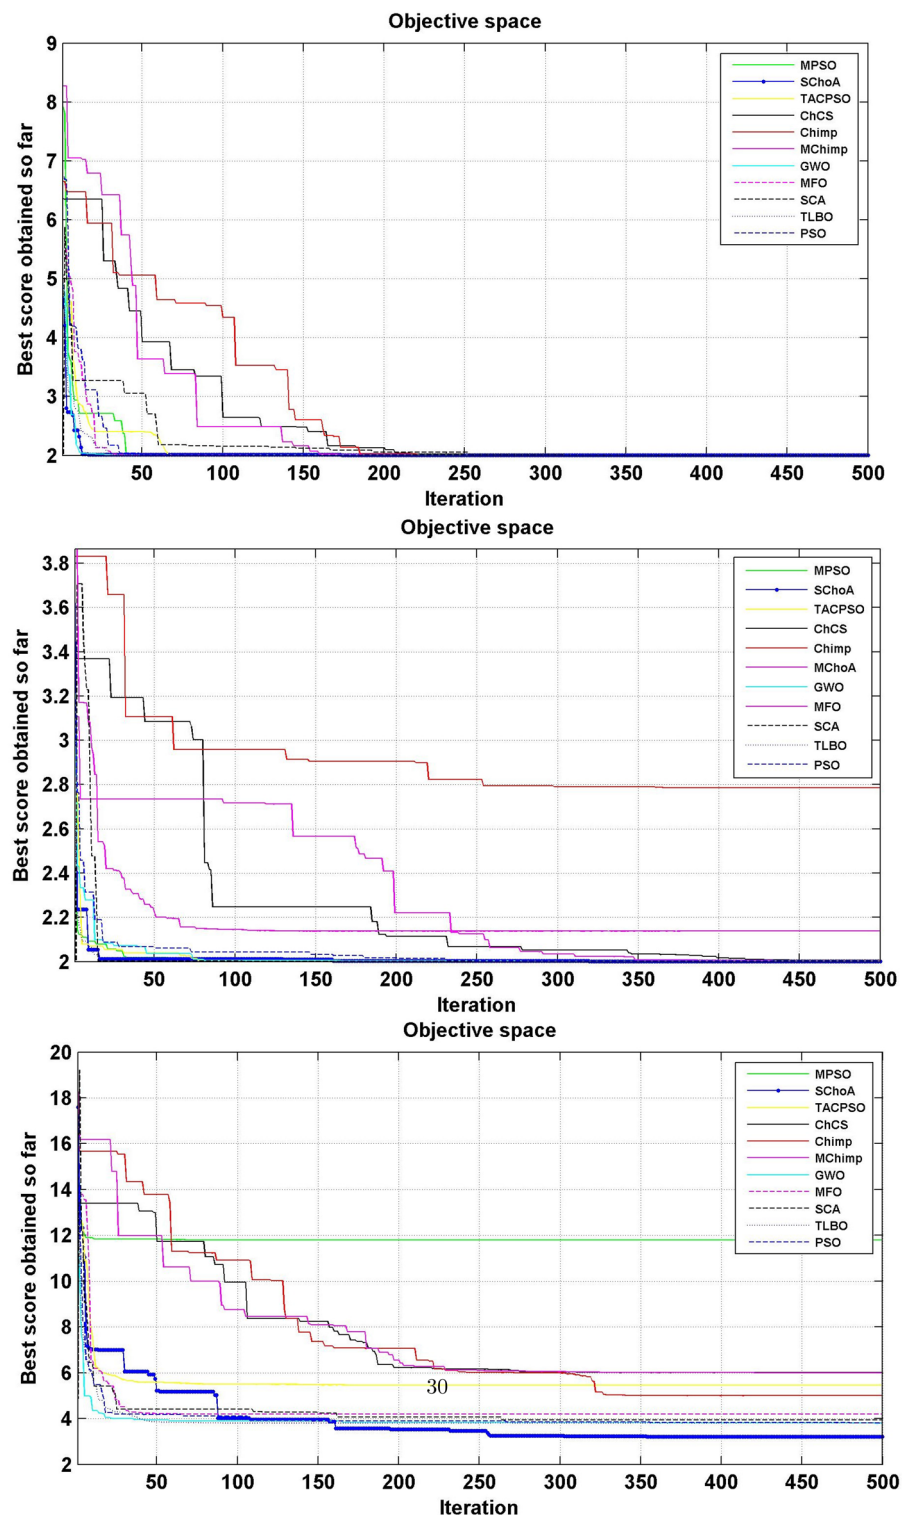 Objective space
9
8
7
6
5
4
3
2
Best score obtained so far
MPSO
SChoA
TACPSO
ChCS
Chimp
MChimp
GWO
MFO
SCA
TLBO
PSO
50 100 150 200 250 300 350 400 450 500
Iteration
Objective space
3.8
3.6
3.4
3.2
3
2.8
2.6
2.4
2.2
2
Best score obtained so far
MPSO
SChoA
TACPSO
ChCS
Chimp
MChoA
GWO
MFO
SCA
TLBO
PSO
50 100 150 200 250 300 350 400 450 500
Iteration
Objective space
20
18
16
14
12
10
8
6
4
2
Best score obtained so far
MPSO
SChoA
TACPSO
ChCS
Chimp
MChimp
GWO
MFO
SCA
TLBO
PSO
30
50 100 150 200 250 300 350 400 450 500
Iteration